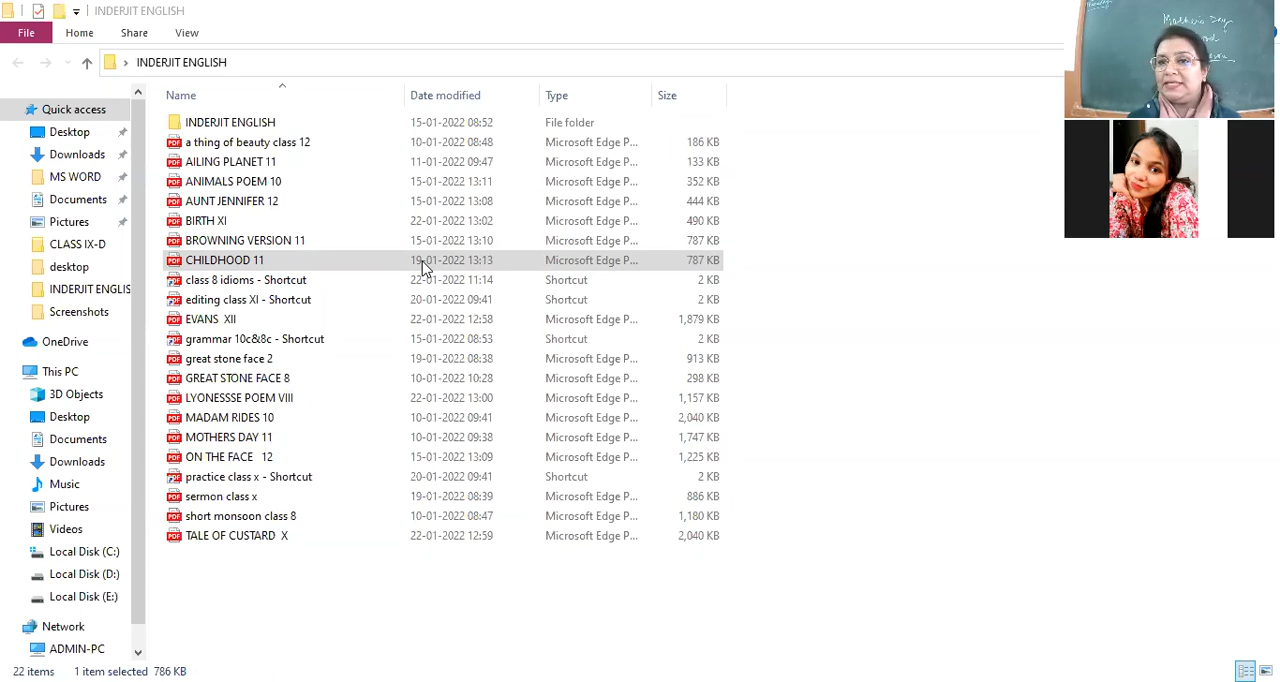 INDERJIT ENGLISH
File Home Share View
INDERJIT ENGLISH
Name Date modified Type Size
Quick access
Desktop
Downloads
MS WORD
Documents
Pictures
CLASS IX-D
desktop
INDERJIT ENGLIS
Screenshots
OneDrive
This PC
3D Objects
Desktop
Documents
Downloads
Music
Pictures
Videos
Local Disk (C:)
Local Disk (D:)
Local Disk (E:)
Network
ADMIN-PC
INDERJIT ENGLISH 15-01-2022 08:52 File folder
a thing of beauty class 12 10-01-2022 08:48 Microsoft Edge P... 186 KB
AILING PLANET 11 11-01-2022 09:47 Microsoft Edge P... 133 KB
ANIMALS POEM 10 15-01-2022 13:11 Microsoft Edge P... 352 KB
AUNT JENNIFER 12 15-01-2022 13:08 Microsoft Edge P... 444 KB
BIRTH XI 22-01-2022 13:02 Microsoft Edge P... 490 KB
BROWNING VERSION 11 15-01-2022 13:10 Microsoft Edge P... 787 KB
CHILDHOOD 11 19-01-2022 13:13 Microsoft Edge P... 787 KB
class 8 idioms - Shortcut 22-01-2022 11:14 Shortcut 2 KB
editing class XI - Shortcut 20-01-2022 09:41 Shortcut 2 KB
EVANS XII 22-01-2022 12:58 Microsoft Edge P... 1,879 KB
grammar 10c&8c - Shortcut 15-01-2022 08:53 Shortcut 2 KB
great stone face 2 19-01-2022 08:38 Microsoft Edge P... 913 KB
GREAT STONE FACE 8 10-01-2022 10:28 Microsoft Edge P... 298 KB
LYONESSSE POEM VIII 22-01-2022 13:00 Microsoft Edge P... 1,157 KB
MADAM RIDES 10 10-01-2022 09:41 Microsoft Edge P... 2,040 KB
MOTHERS DAY 11 10-01-2022 09:38 Microsoft Edge P... 1,747 KB
ON THE FACE 12 15-01-2022 13:09 Microsoft Edge P... 1,225 KB
practice class x - Shortcut 20-01-2022 09:41 Shortcut 2 KB
sermon class x 19-01-2022 08:39 Microsoft Edge P... 886 KB
short monsoon class 8 10-01-2022 08:47 Microsoft Edge P... 1,180 KB
TALE OF CUSTARD X 22-01-2022 12:59 Microsoft Edge P... 2,040 KB
22 items 1 item selected 786 KB
Mother's Day